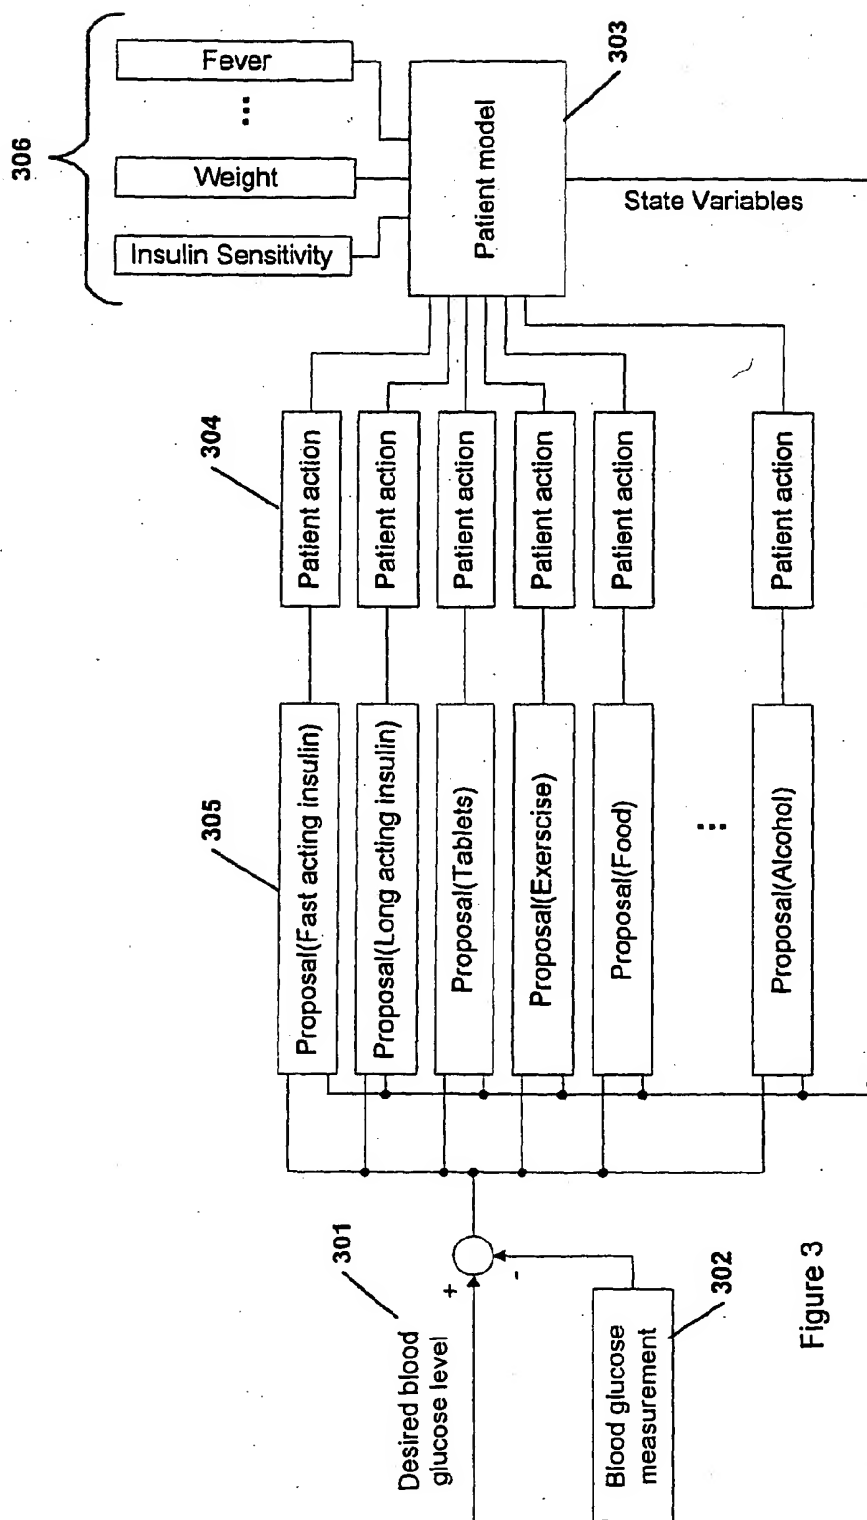 306
Fever
...
Weight
Insulin Sensitivity
303
Patient model
State Variables
304
Patient action
Patient action
Patient action
Patient action
Patient action
Patient action
305
Proposal(Fast acting insulin)
Proposal(Long acting insulin)
Proposal(Tablets)
Proposal(Exerscise)
Proposal(Food)
...
Proposal(Alcohol)
301
Desired blood
glucose level
+
-
302
Blood glucose
measurement
Figure 3